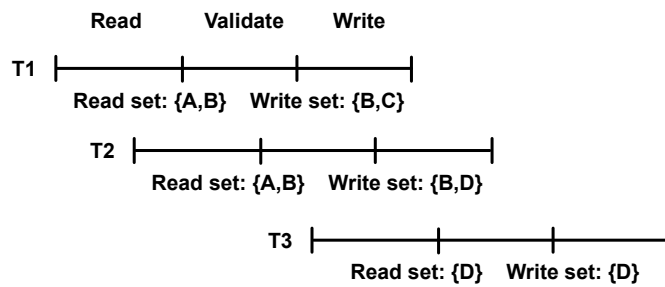 Read Validate Write
T1
Read set: {A,B} Write set: {B,C}
T2
Read set: {A,B} Write set: {B,D}
T3
Read set: {D} Write set: {D}